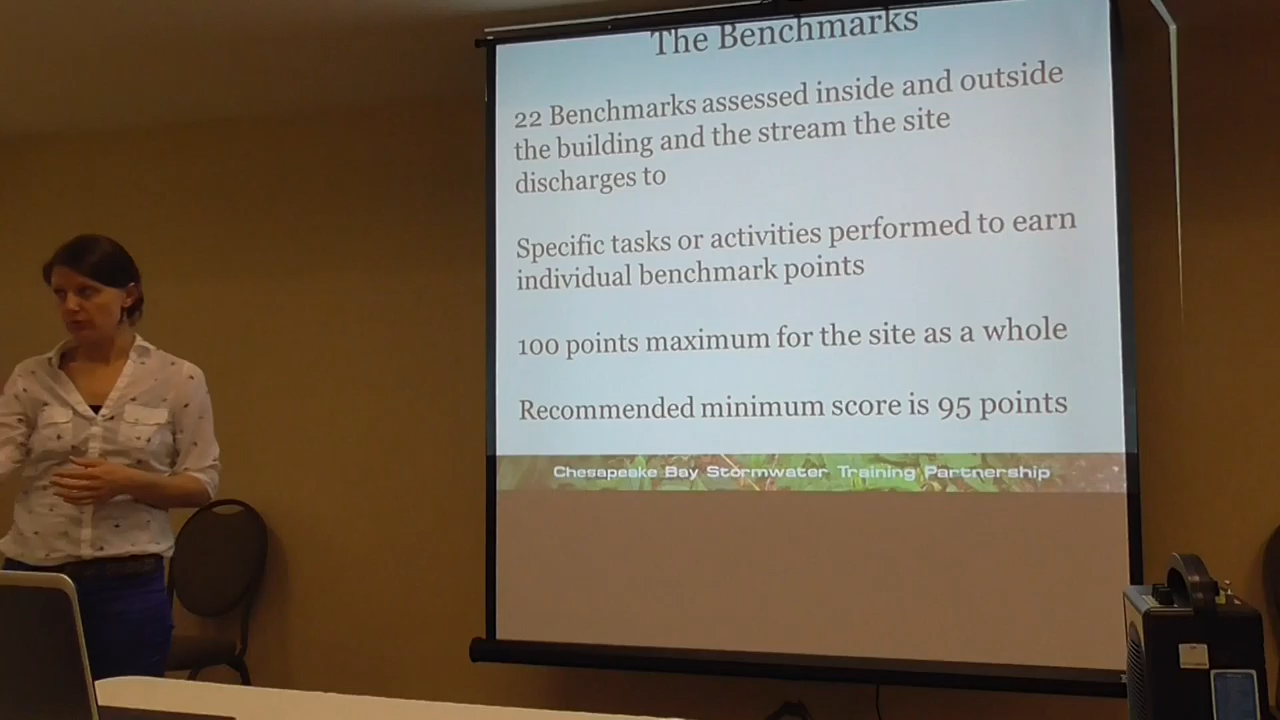 The Benchmarks
22 Benchmarks assessed inside and outside
the building and the stream the site
discharges to
Specific tasks or activities performed to earn
individual benchmark points
100 points maximum for the site as a whole
Recommended minimum score is 95 points
Chesapeake Bay Stormwater Training Partnership